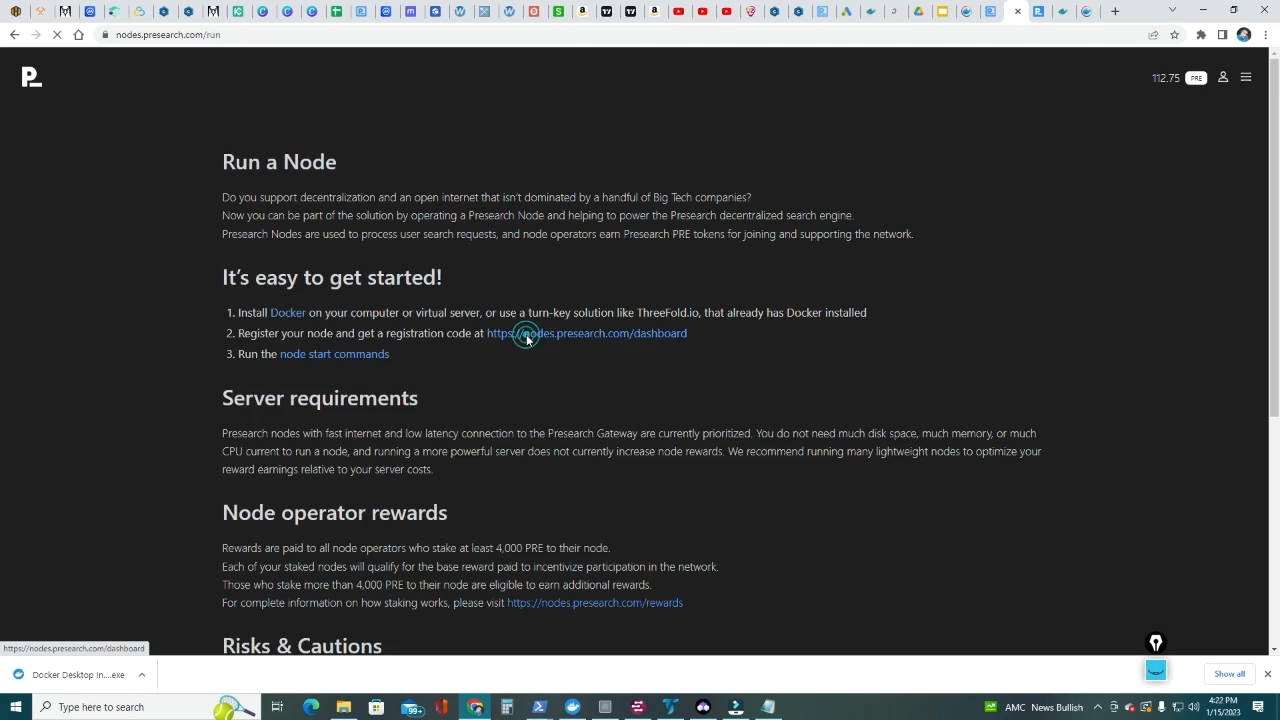 nodes.presearch.com/run
P_
112.75 PRE
Run a Node
Do you support decentralization and an open internet that isn't dominated by a handful of Big Tech companies?
Now you can be part of the solution by operating a Presearch Node and helping to power the Presearch decentralized search engine.
Presearch Nodes are used to process user search requests, and node operators earn Presearch PRE tokens for joining and supporting the network.
It's easy to get started!
1. Install Docker on your computer or virtual server, or use a turn-key solution like ThreeFold.io, that already has Docker installed
2. Register your node and get a registration code at https://nodes.presearch.com/dashboard
3. Run the node start commands
Server requirements
Presearch nodes with fast internet and low latency connection to the Presearch Gateway are currently prioritized. You do not need much disk space, much memory, or much
CPU current to run a node, and running a more powerful server does not currently increase node rewards. We recommend running many lightweight nodes to optimize your
reward earnings relative to your server costs.
Node operator rewards
Rewards are paid to all node operators who stake at least 4,000 PRE to their node.
Each of your staked nodes will qualify for the base reward paid to incentivize participation in the network.
Those who stake more than 4,000 PRE to their node are eligible to earn additional rewards.
For complete information on how staking works, please visit https://nodes.presearch.com/rewards
Risks & Cautions
https://nodes.presearch.com/dashboard
Docker Desktop In....exe
Show all
Type here to search
99+
AMC News Bullish
4:22 PM
1/15/2023